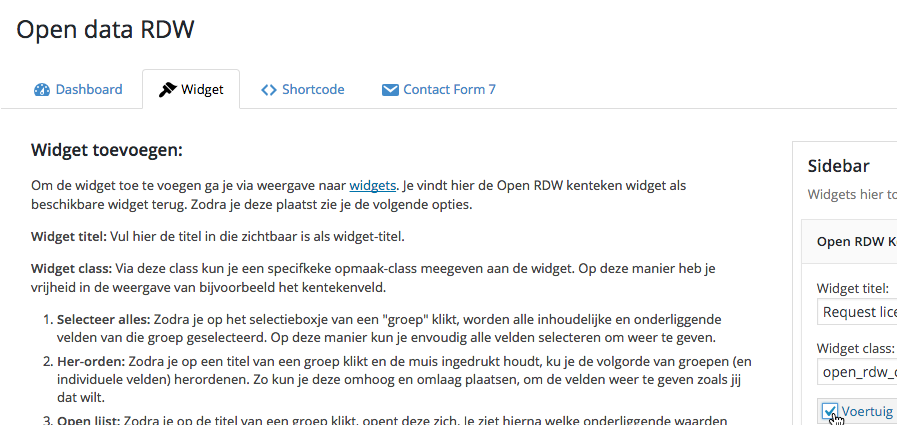 Open data RDW
Dashboard
Widget
Shortcode
Contact Form 7
Widget toevoegen:
Om de widget toe te voegen ga je via weergave naar widgets. Je vindt hier de Open RDW kenteken widget als
beschikbare widget terug. Zodra je deze plaatst zie je de volgende opties.
Widget titel: Vul hier de titel in die zichtbaar is als widget-titel.
Widget class: Via deze class kun je een specifkeke opmaak-class meegeven aan de widget. Op deze manier heb je
vrijheid in de weergave van bijvoorbeeld het kentekenveld.
1. Selecteer alles: Zodra je op het selectieboxje van een "groep" klikt, worden alle inhoudelijke en onderliggende
velden van die groep geselecteerd. Op deze manier kun je envoudig alle velden selecteren om weer te geven.
2. Her-orden: Zodra je op een titel van een groep klikt en de muis ingedrukt houdt, ku je de volgorde van groepen (en
individuele velden) herordenen. Zo kun je deze omhoog en omlaag plaatsen, om de velden weer te geven zoals jij
dat wilt.
3. Open lijst: Zodra je op de titel van een groep klikt, opent deze zich. Je ziet hierna welke onderliggende waarden
Sidebar
Widgets hier to
Open RDW K
Widget titel:
Request lice
Widget class:
open_rdw_
Voertuig